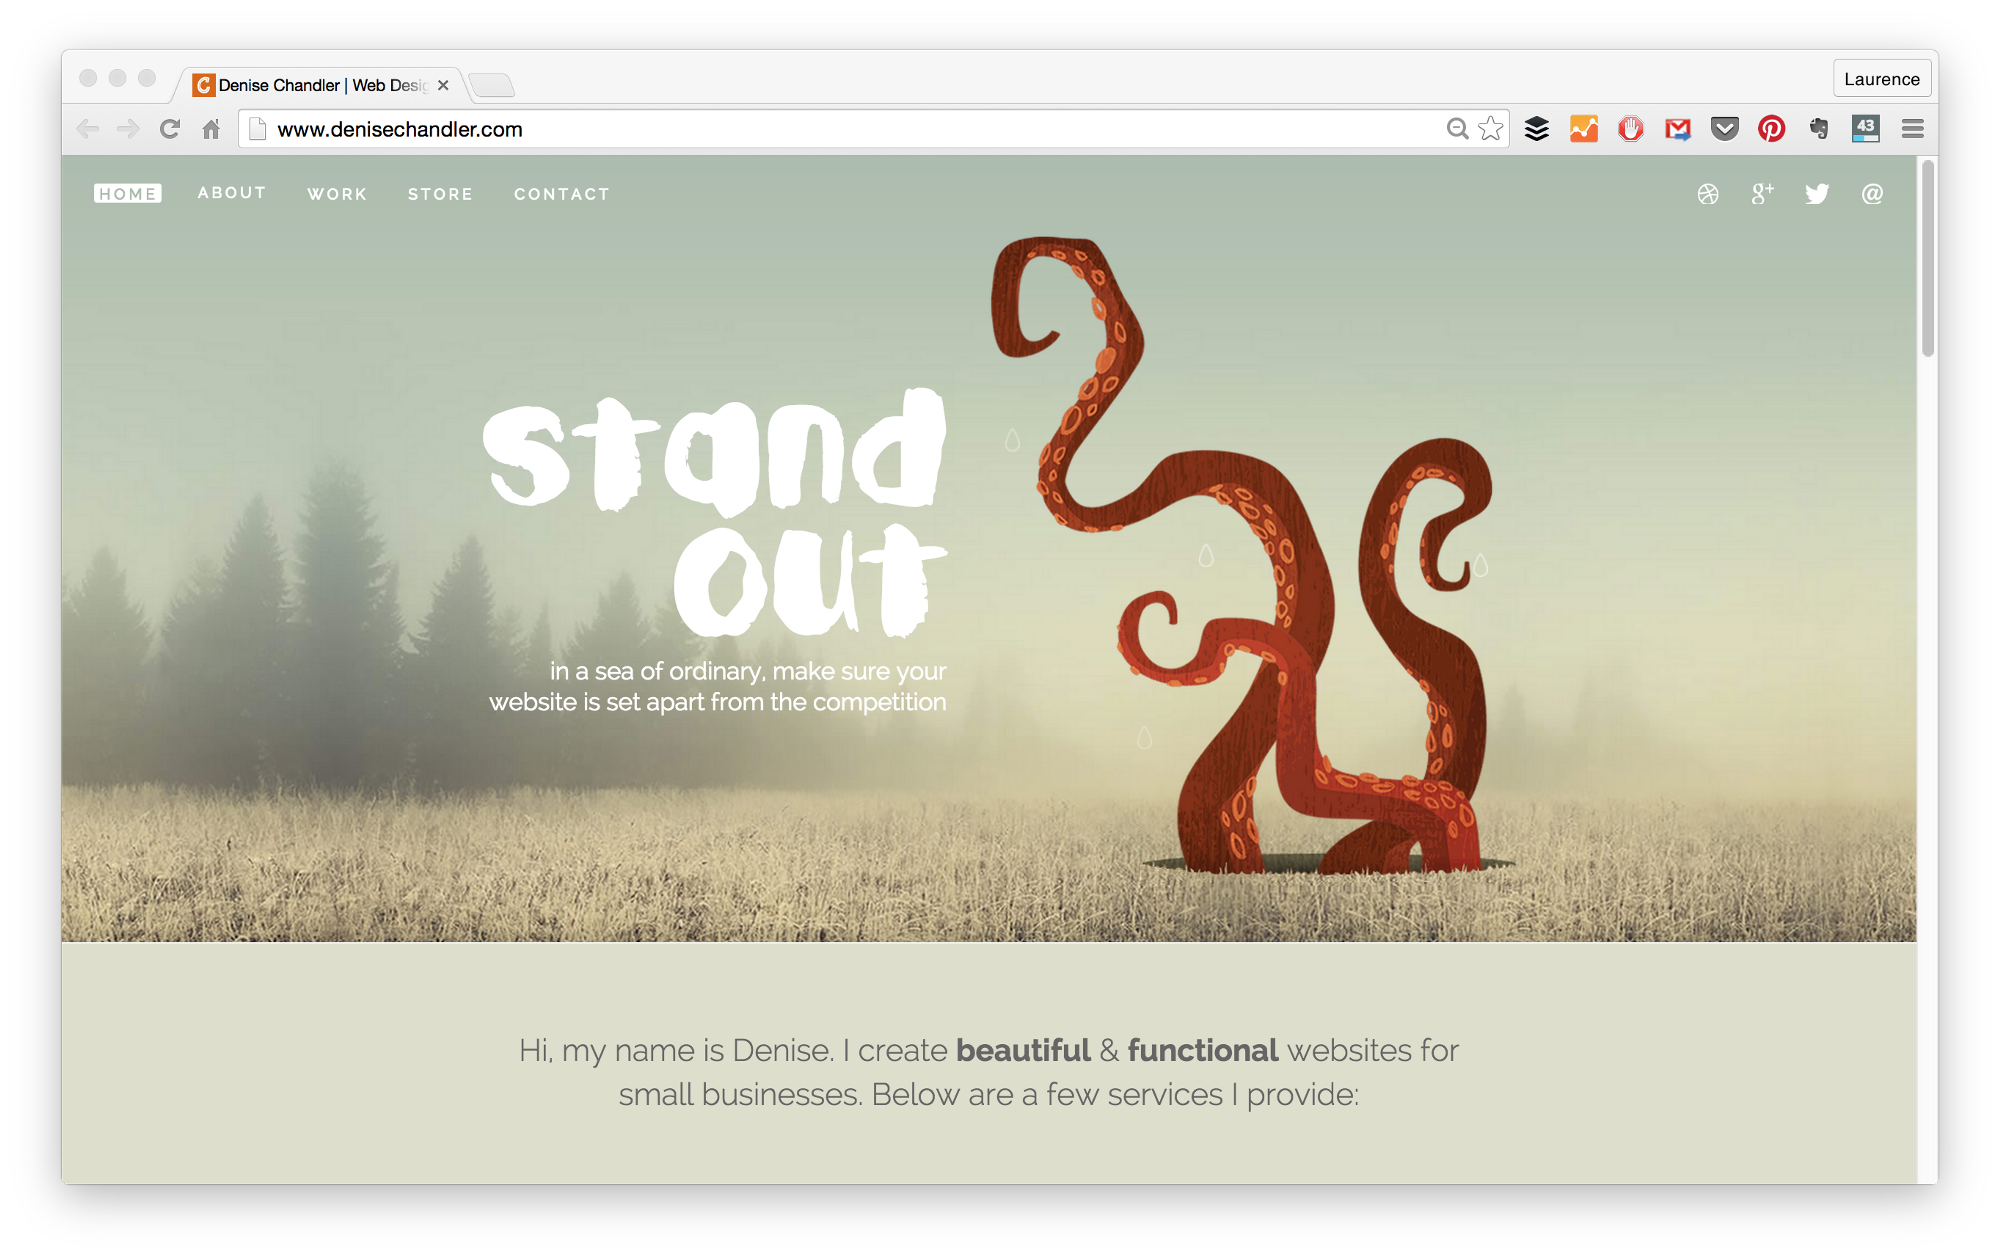 Denise Chandler | Web Desig
Laurence
www.denisechandler.com
43
HOME ABOUT WORK STORE CONTACT
g+ @
stand
out
in a sea of ordinary, make sure your
website is set apart from the competition
Hi, my name is Denise. I create beautiful & functional websites for
small businesses. Below are a few services I provide: